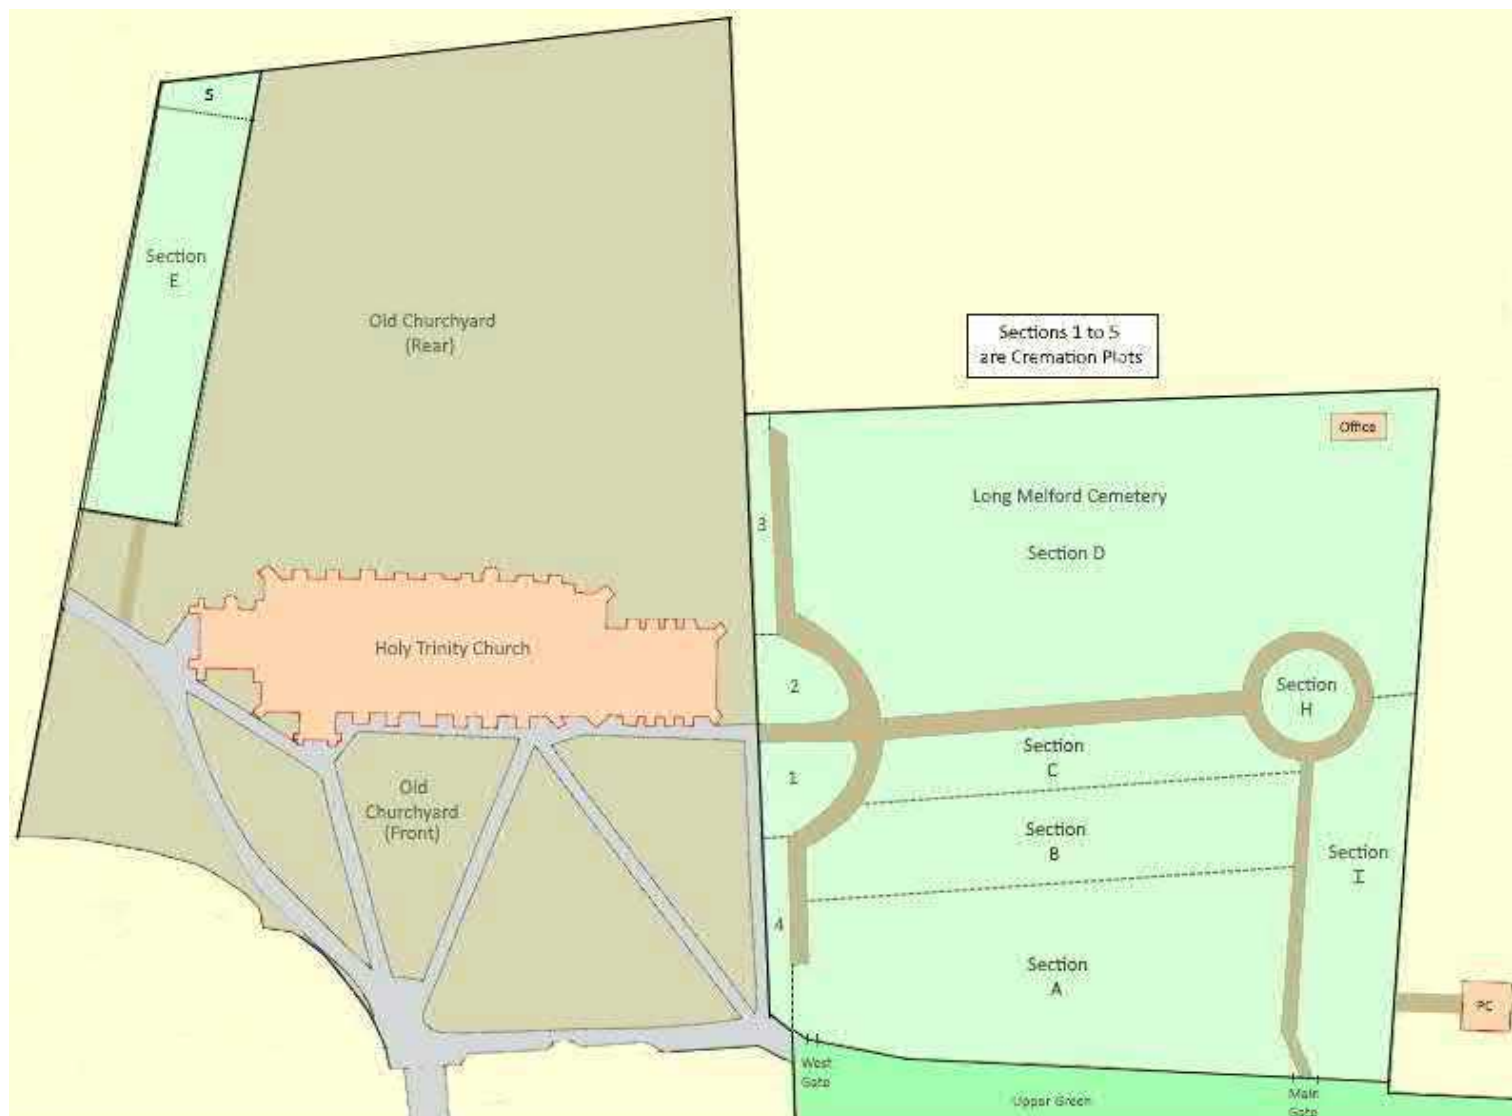 5
Section
E
Old Churchyard
(Rear)
Sections 1 to 5
are Cremation Plots
Office
Long Melford Cemetery
Section D
3
Holy Trinity Church
2
Section
H
Section
C
1
Old
Churchyard
(Front)
Section
B
Section
I
4
Section
A
PC
West
Gate
Main
Gate
Upper Green